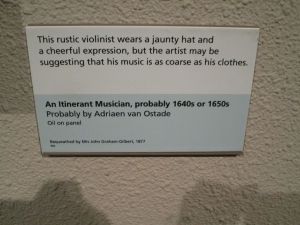 This rustic violinist wears a jaunty hat and
a cheerful expression, but the artist may be
suggesting that his music is as coarse as his clothes.
An Itinerant Musician, probably 1640s or 1650s
Probably by Adriaen van Ostade
Oil on panel
Bequeathed by Mrs John Graham-Gilbert, 1877